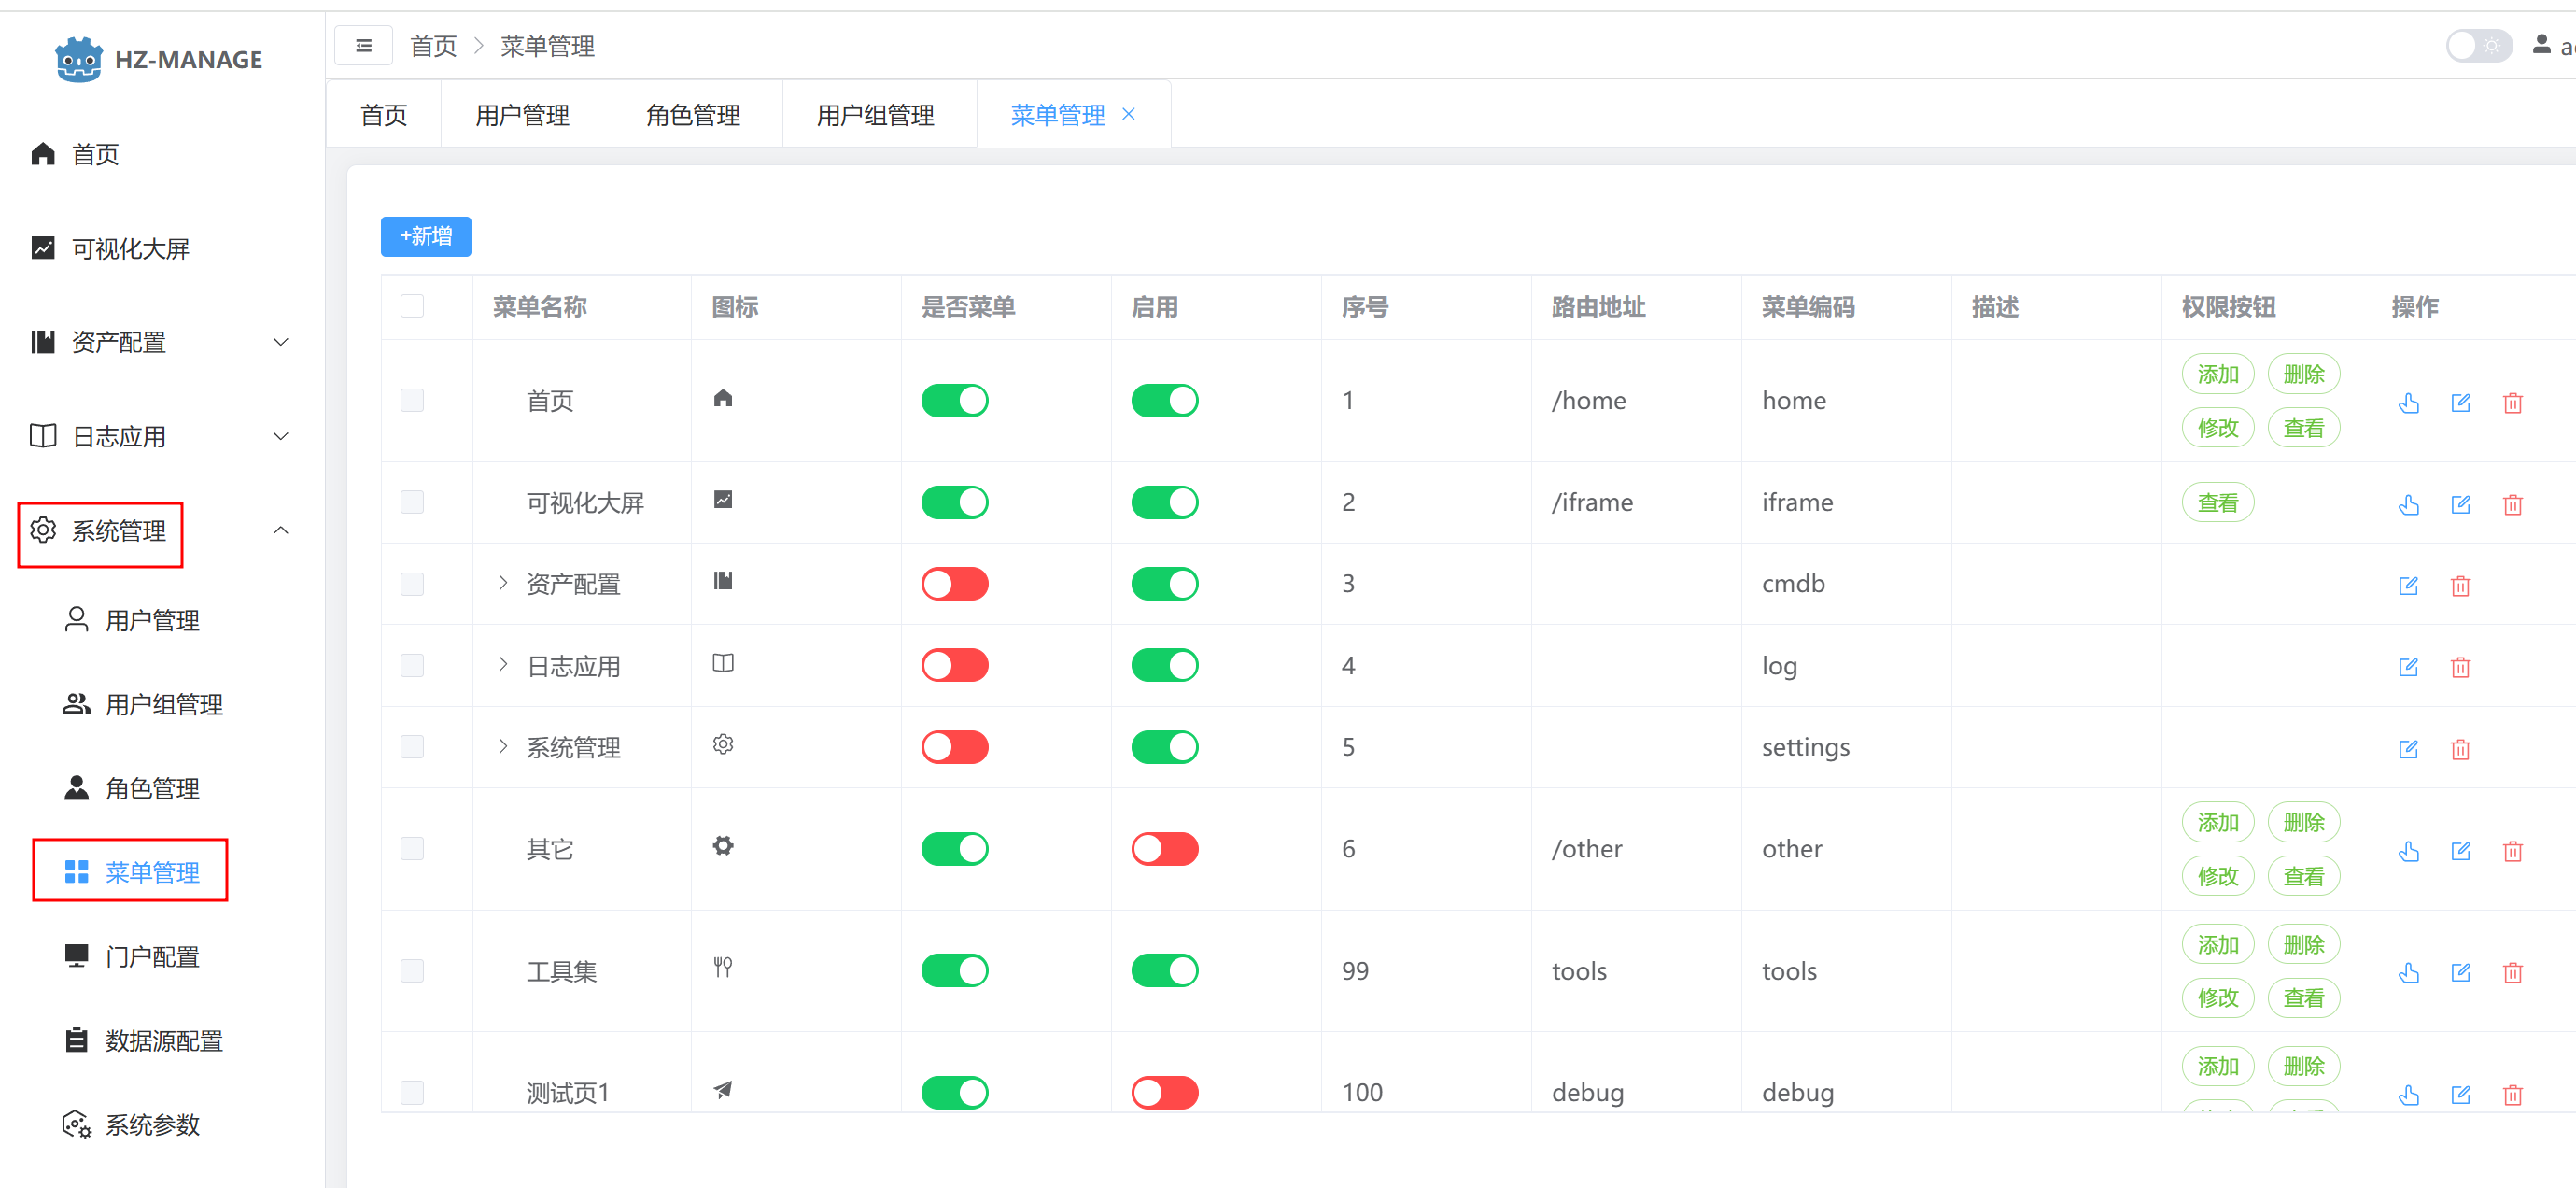 HZ-MANAGE
首页
可视化大屏
资产配置
日志应用
系统管理
用户管理
用户组管理
角色管理
菜单管理
门户配置
数据源配置
系统参数
首页 > 菜单管理
首页 用户管理 角色管理 用户组管理 菜单管理 ×
+新增
菜单名称 图标 是否菜单 启用 序号 路由地址 菜单编码 描述 权限按钮 操作
首页 1 /home home 添加 删除
修改 查看
可视化大屏 2 /iframe iframe 查看
资产配置 3 cmdb
日志应用 4 log
系统管理 5 settings
其它 6 /other other 添加 删除
修改 查看
工具集 99 tools tools 添加 删除
修改 查看
测试页1 100 debug debug 添加 删除